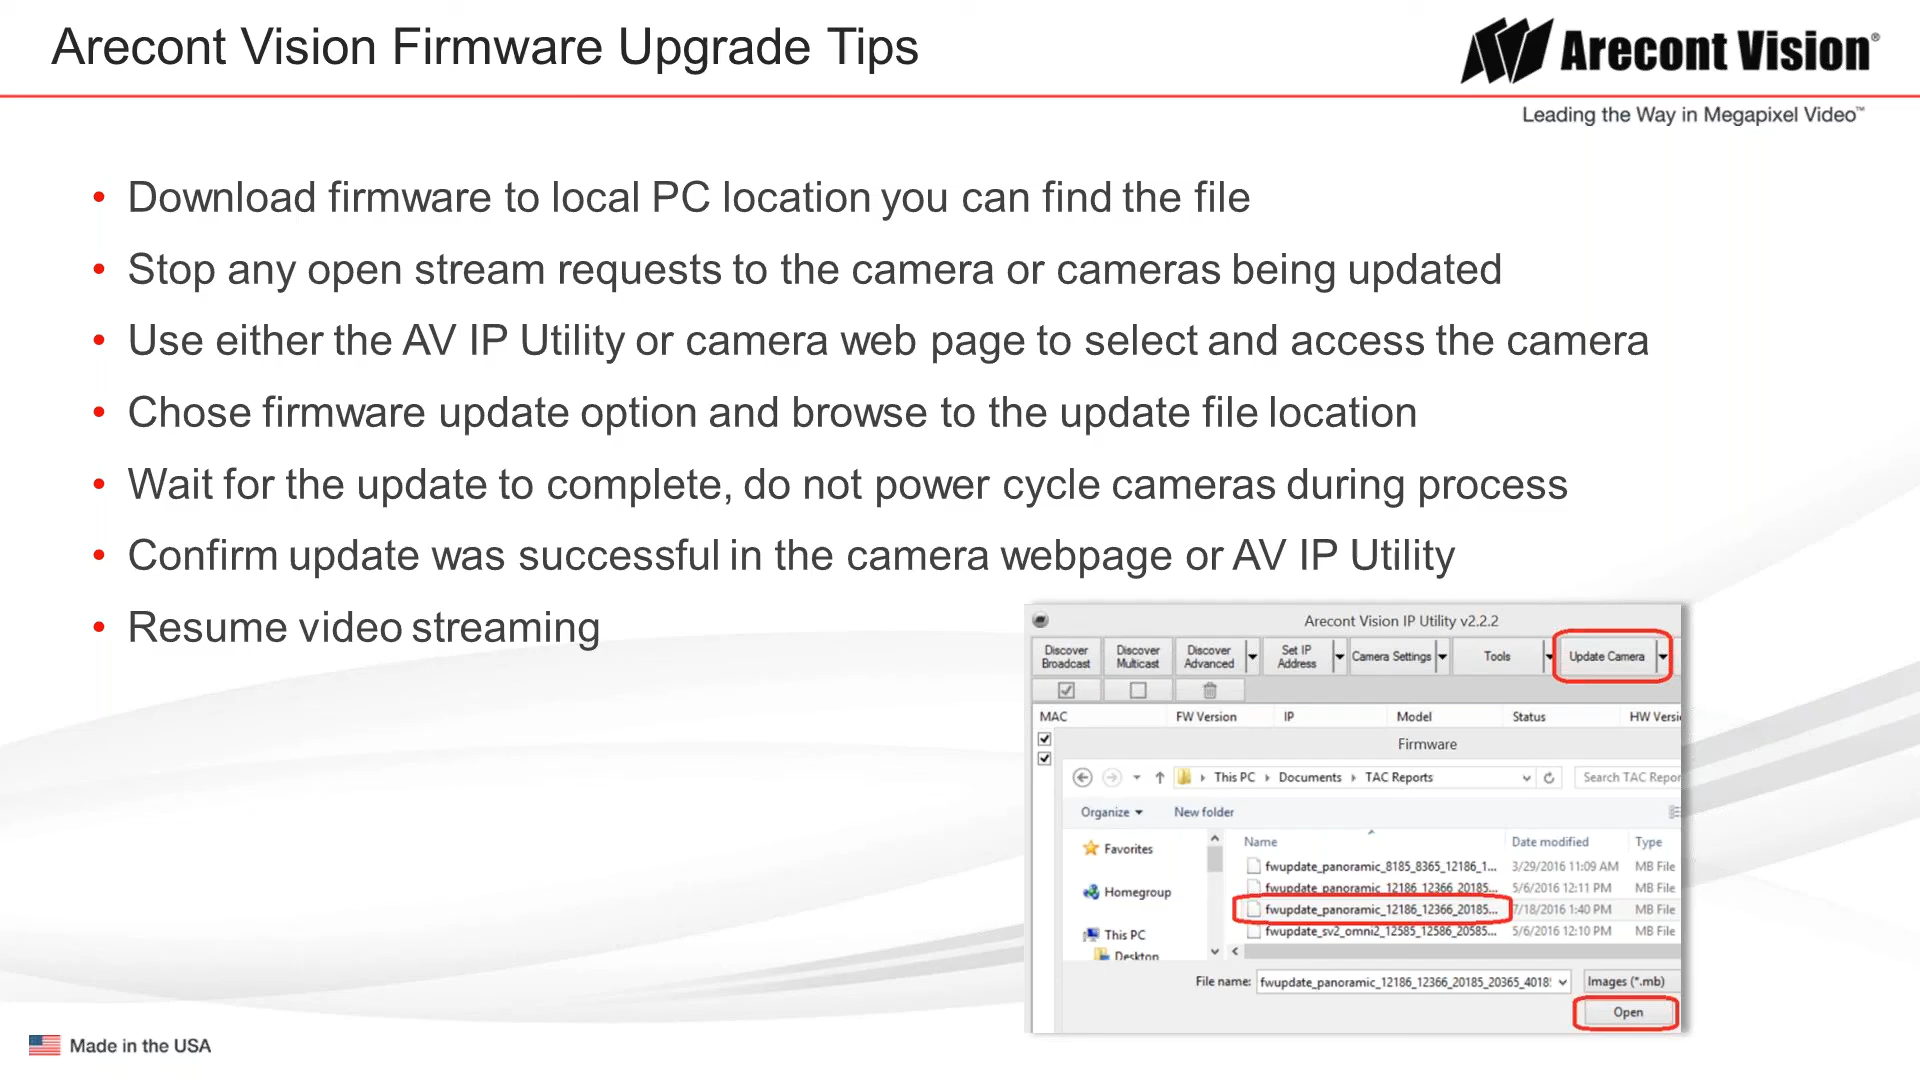 Arecont Vision Firmware Upgrade Tips
Arecont Vision®
Leading the Way in Megapixel Video™
• Download firmware to local PC location you can find the file
• Stop any open stream requests to the camera or cameras being updated
• Use either the AV IP Utility or camera web page to select and access the camera
• Chose firmware update option and browse to the update file location
• Wait for the update to complete, do not power cycle cameras during process
• Confirm update was successful in the camera webpage or AV IP Utility
• Resume video streaming
Arecont Vision IP Utility v2.2.2
Discover Broadcast
Discover Multicast
Discover Advanced
Set IP Address
Camera Settings
Tools
Update Camera
MAC FW Version IP Model Status HW Versi
Firmware
This PC Documents TAC Reports
Search TAC Repor
Organize New folder
Name Date modified Type
Favorites
Homegroup
This PC
Desktop
fwupdate_panoramic_8185_8365_12186_1... 3/29/2016 11:09 AM MB File
fwupdate_panoramic_12186_12366_20185... 5/6/2016 12:11 PM MB File
fwupdate_panoramic_12186_12366_20185... 7/18/2016 1:40 PM MB File
fwupdate_sv2_omni2_12585_12586_20585... 5/6/2016 12:10 PM MB File
File name: fwupdate_panoramic_12186_12366_20185_20365_4018 Images (*.mb)
Open
Made in the USA